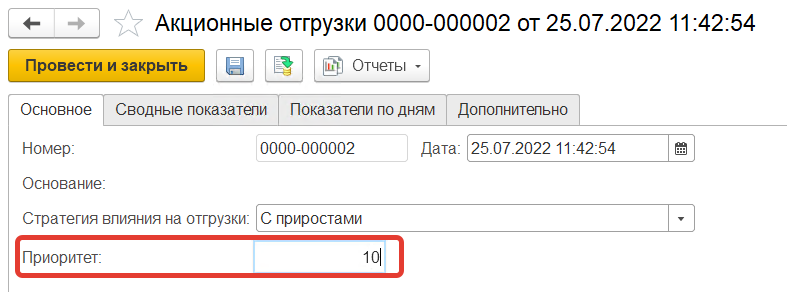 Акционные отгрузки 0000-000002 от 25.07.2022 11:42:54
Провести и закрыть Отчеты
Основное Сводные показатели Показатели по дням Дополнительно
Номер: 0000-000002 Дата: 25.07.2022 11:42:54
Основание:
Стратегия влияния на отгрузки: С приростами
Приоритет: 10